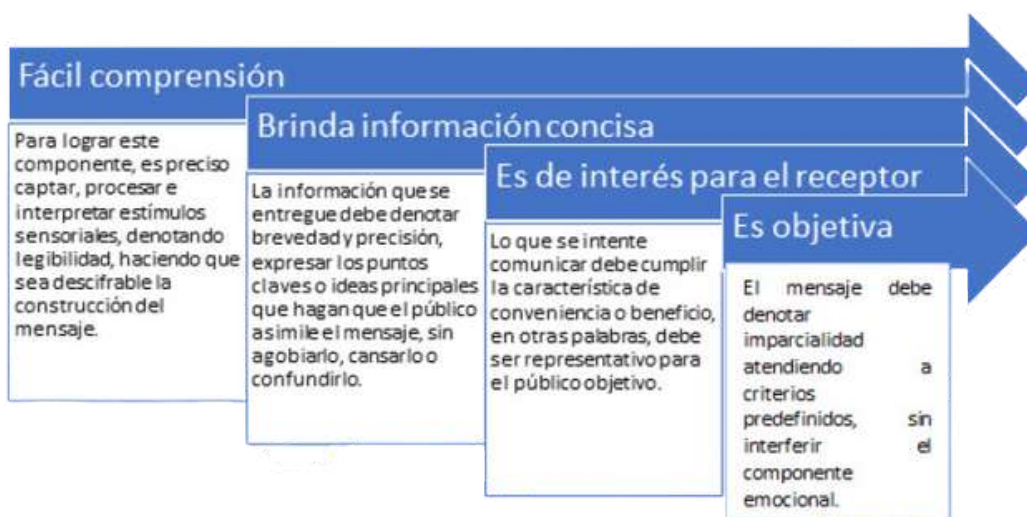 Fácil comprensión
Para lograr este
componente, es preciso
captar, procesar e
interpretar estímulos
sensoriales, denotando
legibilidad, haciendo que
sea descifrable la
construcción del
mensaje.
Brinda información concisa
La información que se
entregue debe denotar
brevedad y precisión,
expresar los puntos
claves o ideas principales
que hagan que el público
asimile el mensaje, sin
agobiarlo, cansarlo o
confundirlo.
Es de interés para el receptor
Lo que se intente
comunicar debe cumplir
la característica de
conveniencia o beneficio,
en otras palabras, debe
ser representativo para
el público objetivo.
Es objetiva
El mensaje debe
denotar
imparcialidad
atendiendo a
criterios
predefinidos, sin
interferir el
componente
emocional.